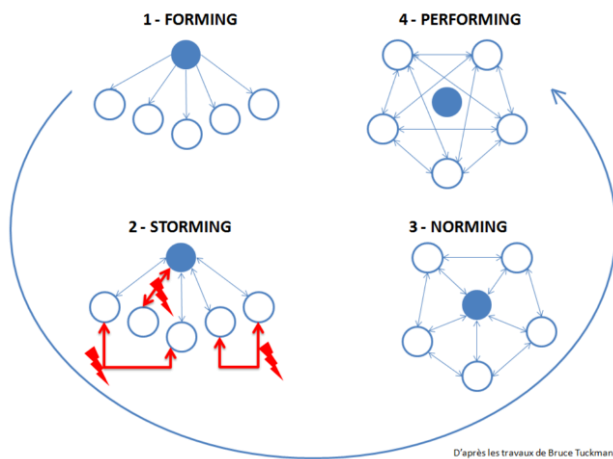 1 - FORMING
4 - PERFORMING
2 - STORMING
3 - NORMING
D'après les travaux de Bruce Tuckman